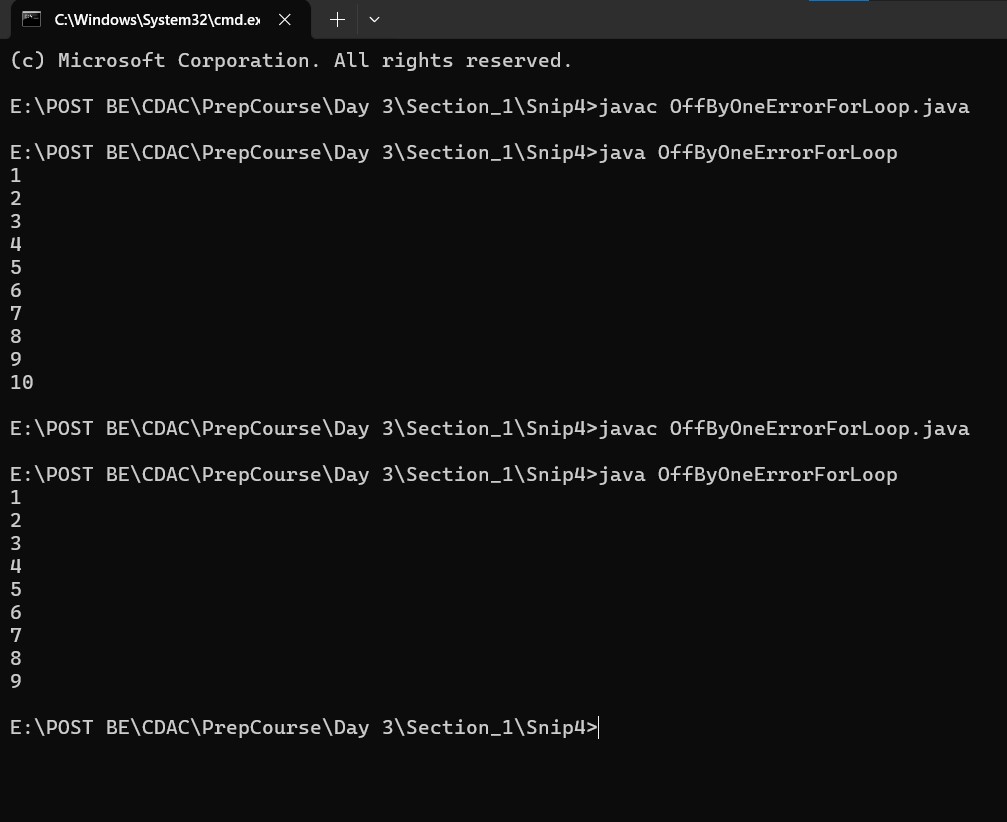 C:\Windows\System32\cmd.ex
(c) Microsoft Corporation. All rights reserved.
E:\POST BE\CDAC\PrepCourse\Day 3\Section_1\Snip4>javac OffByOneErrorForLoop.java
E:\POST BE\CDAC\PrepCourse\Day 3\Section_1\Snip4>java OffByOneErrorForLoop
1
2
3
4
5
6
7
8
9
10
E:\POST BE\CDAC\PrepCourse\Day 3\Section_1\Snip4>javac OffByOneErrorForLoop.java
E:\POST BE\CDAC\PrepCourse\Day 3\Section_1\Snip4>java OffByOneErrorForLoop
1
2
3
4
5
6
7
8
9
E:\POST BE\CDAC\PrepCourse\Day 3\Section_1\Snip4>